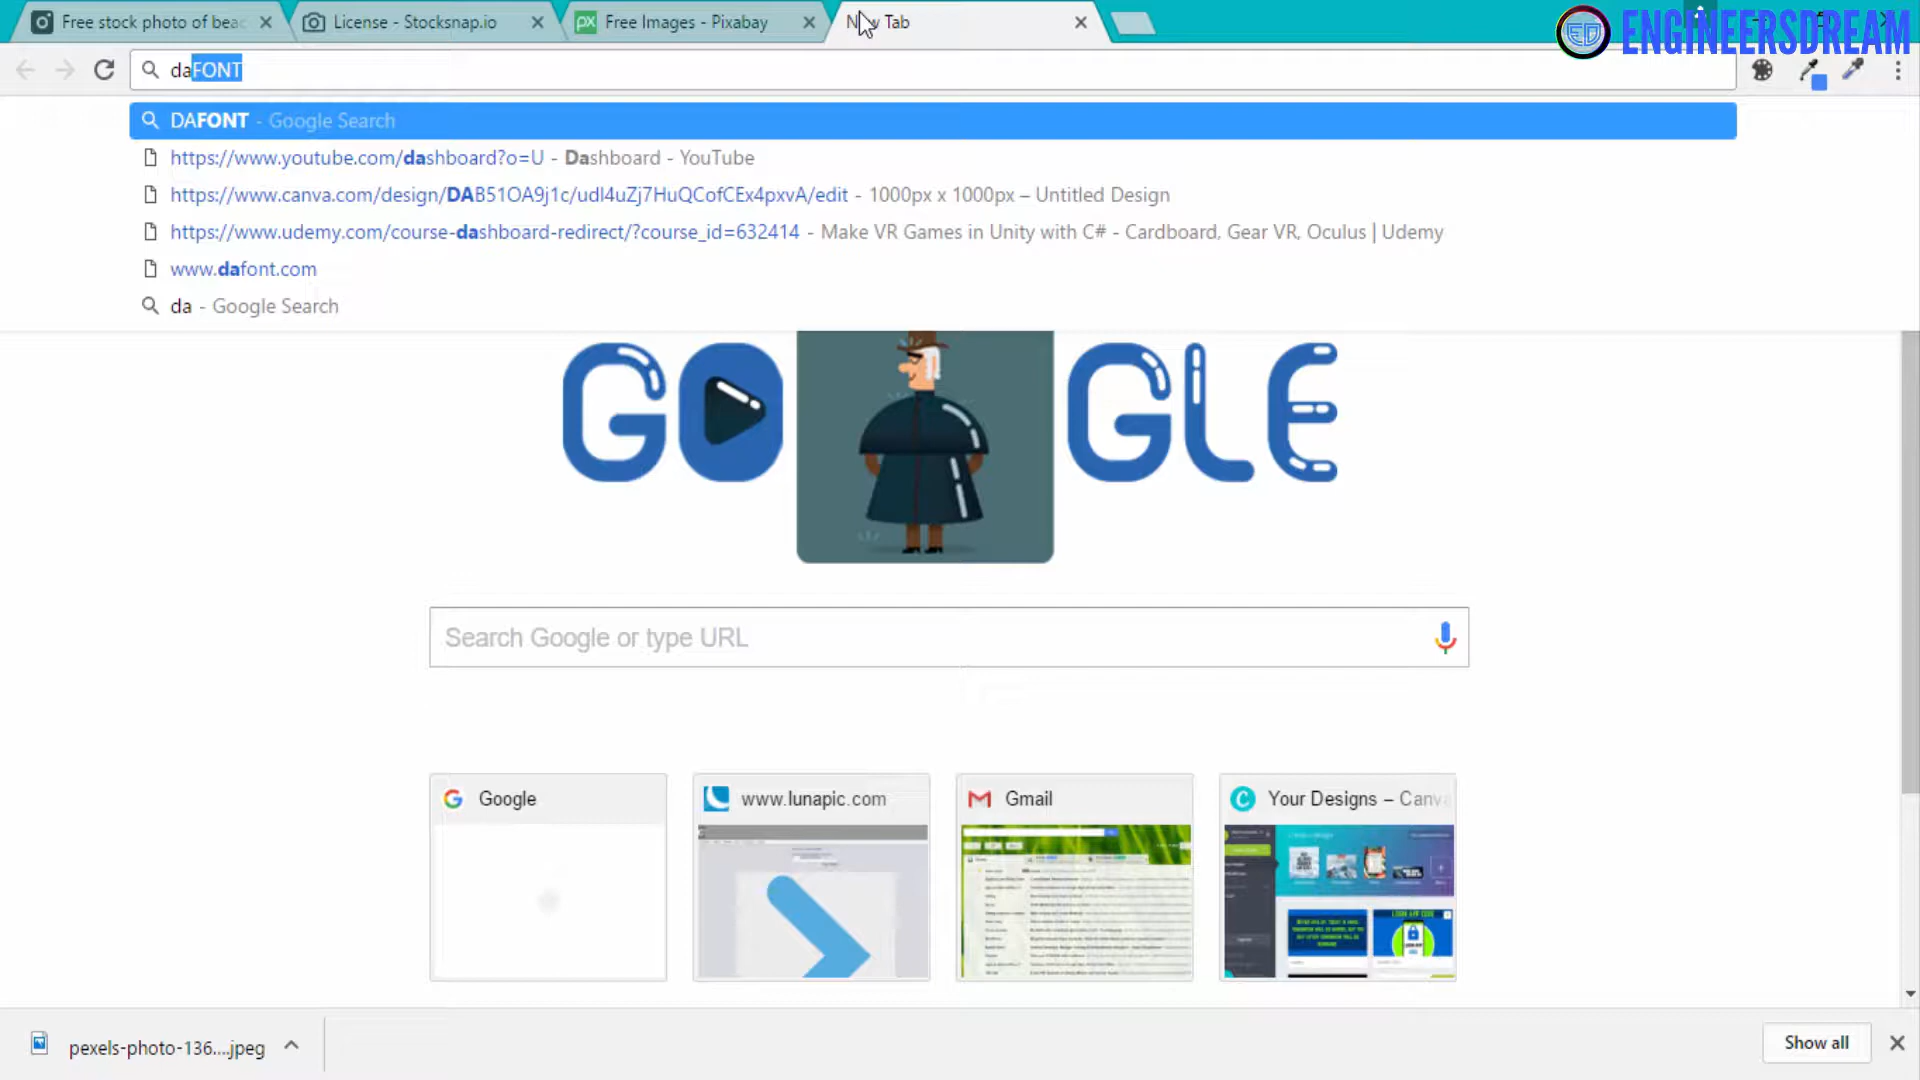 Free stock photo of beac
License - Stocksnap.io
Free Images - Pixabay
New Tab
ENGINEERSDREAM
daFONT
DAFONT - Google Search
https://www.youtube.com/dashboard?o=U - Dashboard - YouTube
https://www.canva.com/design/DAB51OA9j1c/udl4uZj7HuQCofCEx4pxvA/edit - 1000px x 1000px – Untitled Design
https://www.udemy.com/course-dashboard-redirect/?course_id=632414 - Make VR Games in Unity with C# - Cardboard, Gear VR, Oculus | Udemy
www.dafont.com
da - Google Search
GO GLE
Search Google or type URL
Google
www.lunapic.com
Gmail
Your Designs – Canva
pexels-photo-136....jpeg
Show all